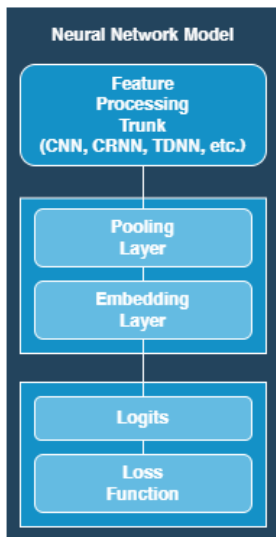 Neural Network Model
Feature
Processing
Trunk
(CNN, CRNN, TDNN, etc.)
Pooling
Layer
Embedding
Layer
Logits
Loss
Function